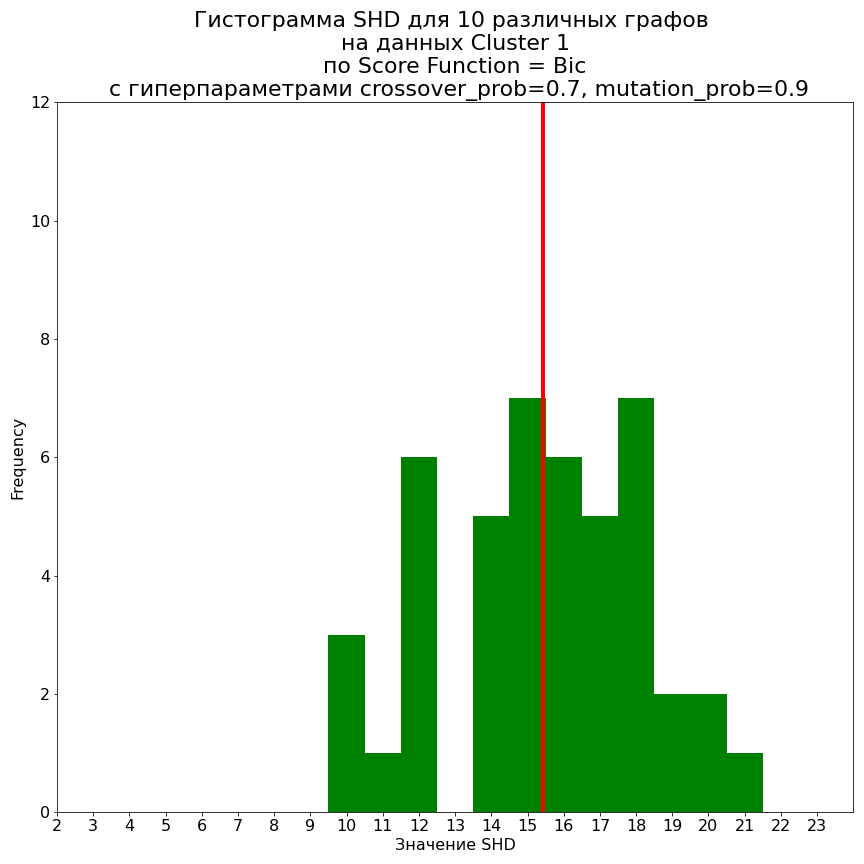 Гистограмма SHD для 10 различных графов
на данных Cluster 1
по Score Function = Bic
с гиперпараметрами crossover_prob=0.7, mutation_prob=0.9
12
10
8
6
4
2
0
Frequency
2 3 4 5 6 7 8 9 10 11 12 13 14 15 16 17 18 19 20 21 22 23
Значение SHD